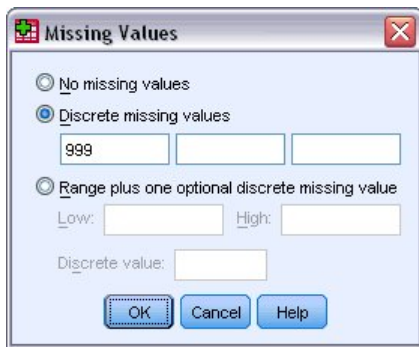 Missing Values
No missing values
Discrete missing values
999
Range plus one optional discrete missing value
Low: High:
Discrete value:
OK Cancel Help